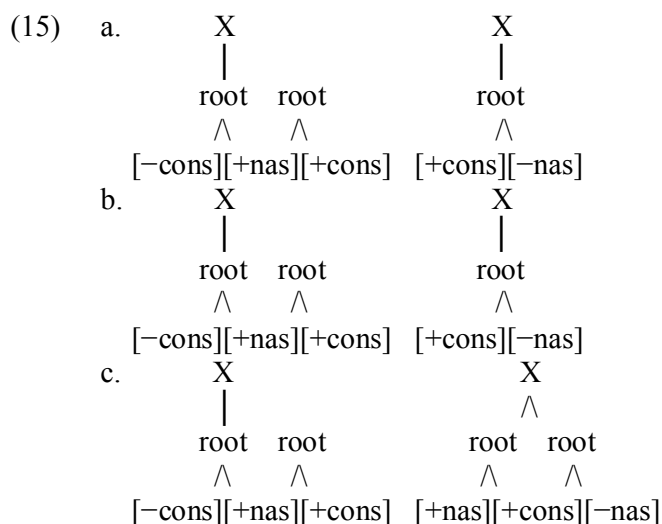 (15) a. X X
root root root
[−cons][+nas][+cons] [+cons][−nas]
b. X X
root root root
[−cons][+nas][+cons] [+cons][−nas]
c. X X
root root root root
[−cons][+nas][+cons] [+nas][+cons][−nas]